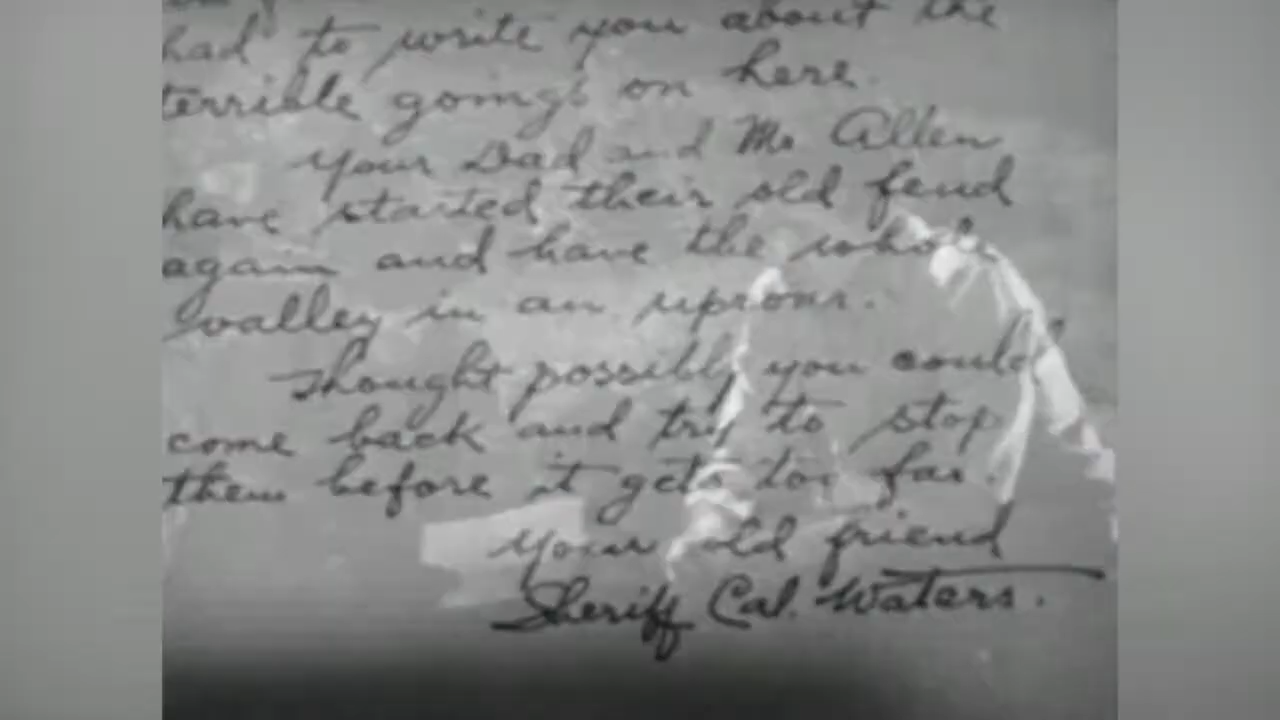 had to write you about the
terrible goings on here.
Your Dad and Mr Allen
have started their old feud
again and have the whole
valley in an uproar.
Thought possibly you could
come back and try to stop
them before it gets too far.
Your old friend
Sheriff Cal. Waters.